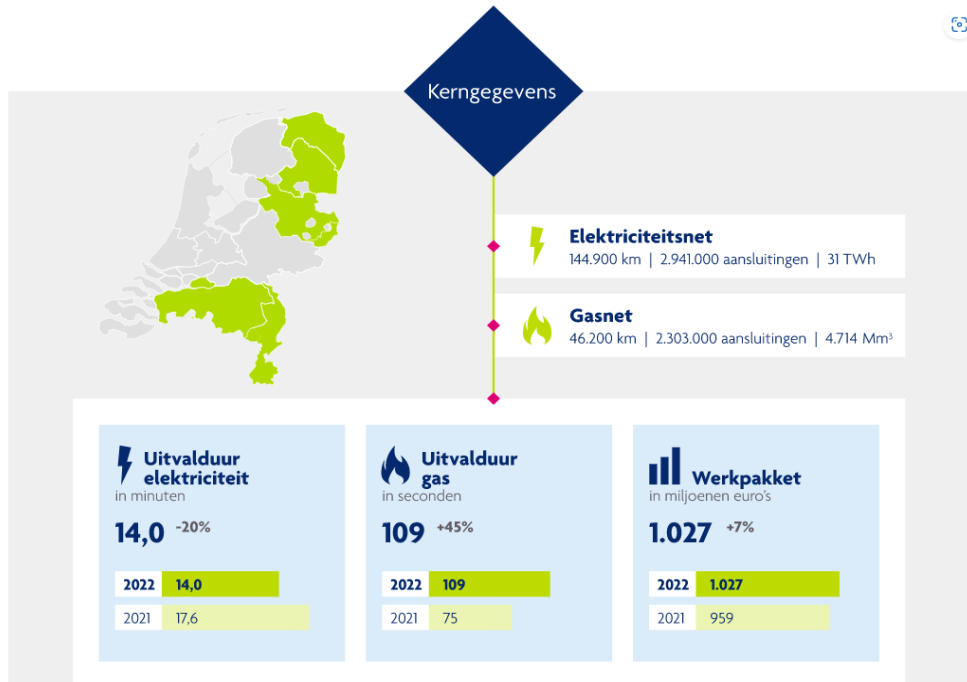 Kerngegevens
Elektriciteitsnet
144.900 km | 2.941.000 aansluitingen | 31 TWh
Gasnet
46.200 km | 2.303.000 aansluitingen | 4.714 Mm³
Uitvalduur
elektriciteit
in minuten
14,0 -20%
2022 14,0
2021 17,6
Uitvalduur
gas
in seconden
109 +45%
2022 109
2021 75
Werkpakket
in miljoenen euro's
1.027 +7%
2022 1.027
2021 959